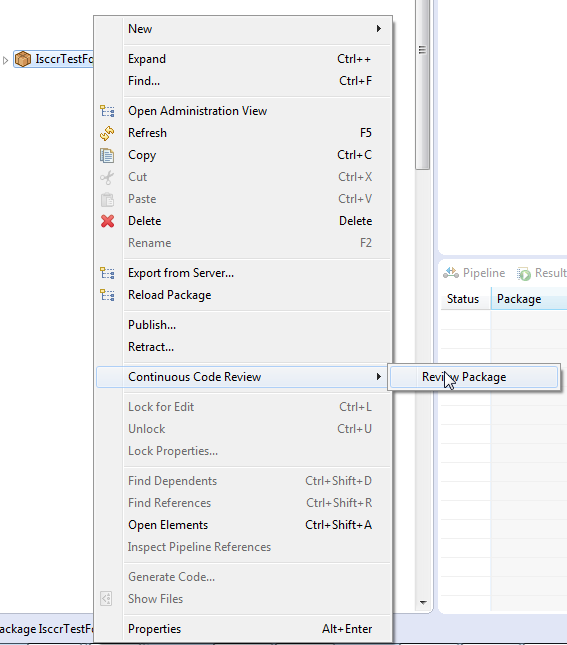 New
IsccrTestFo
Expand Ctrl++
Find... Ctrl+F
Open Administration View
Refresh F5
Copy Ctrl+C
Cut Ctrl+X
Paste Ctrl+V
Delete Delete
Rename F2
Export from Server...
Reload Package
Pipeline Result
Status Package
Publish...
Retract...
Continuous Code Review
Review Package
Lock for Edit Ctrl+L
Unlock Ctrl+U
Lock Properties...
Find Dependents Ctrl+Shift+D
Find References Ctrl+Shift+R
Open Elements Ctrl+Shift+A
Inspect Pipeline References
Generate Code...
Show Files
ackage IsccrTestFo
Properties Alt+Enter